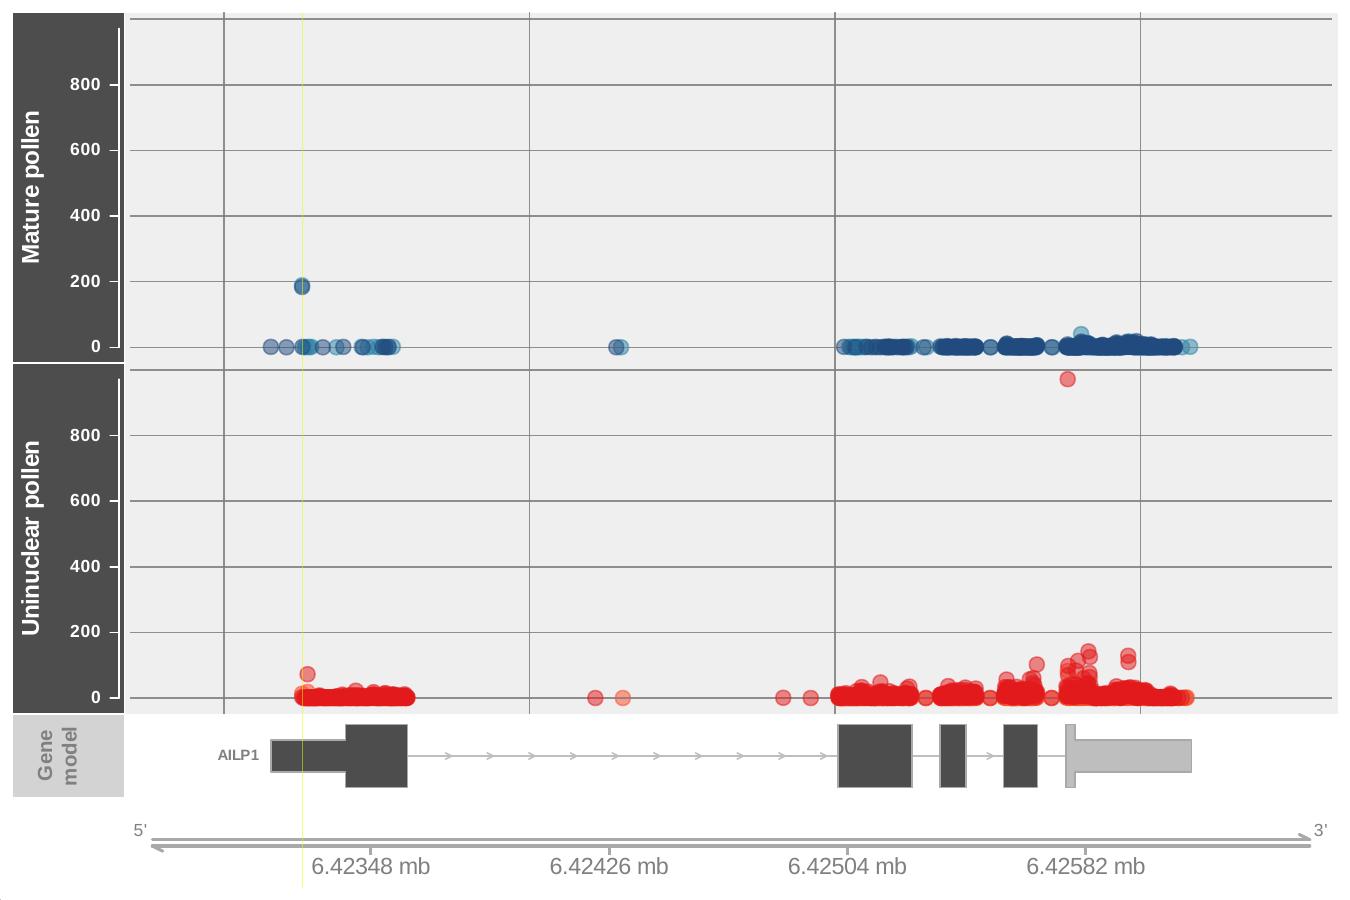 Mature pollen
800
600
400
200
0
Uninuclear pollen
800
600
400
200
0
Gene
model
AILP1
5'
3'
6.42348 mb
6.42426 mb
6.42504 mb
6.42582 mb